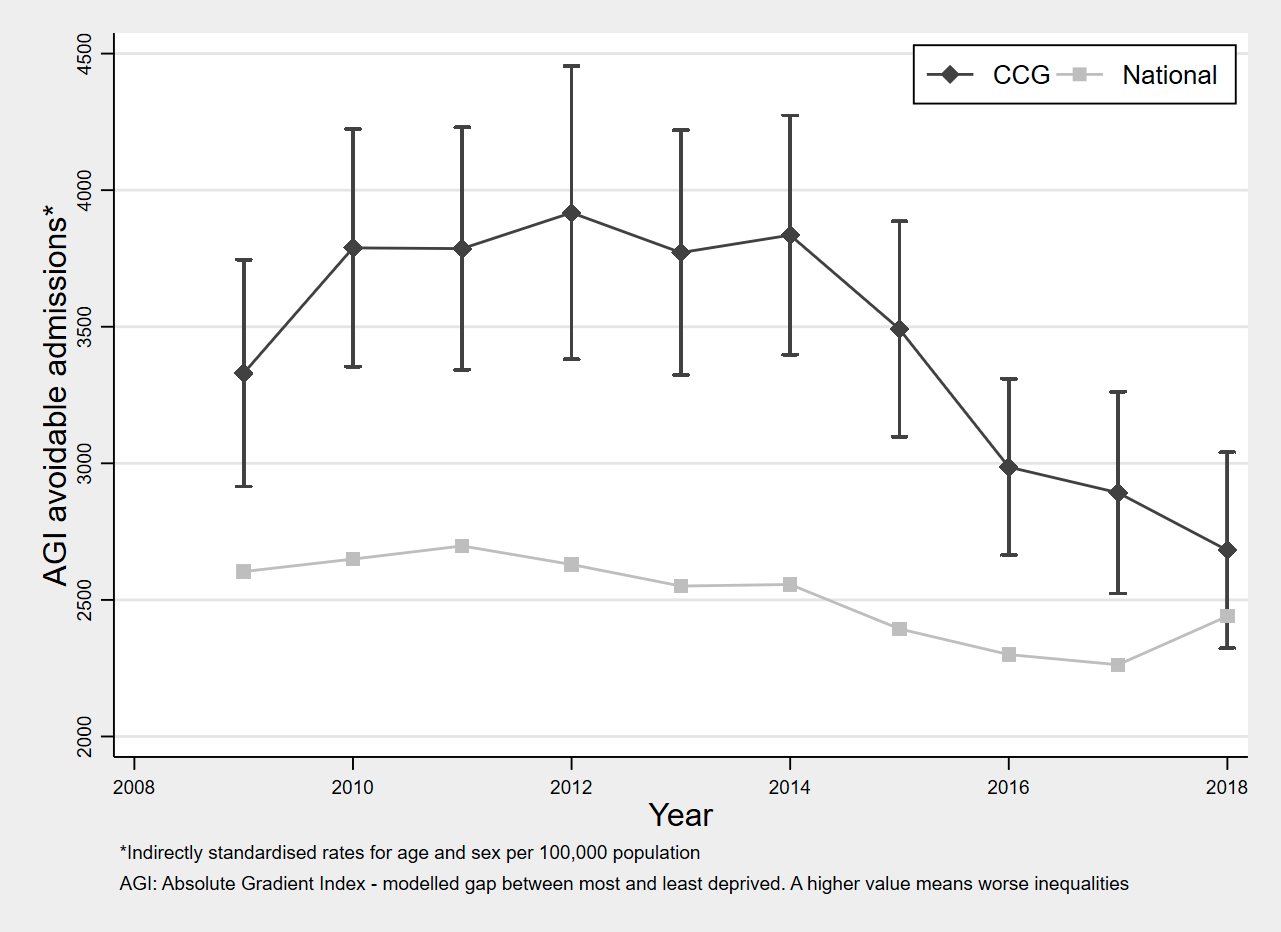 CCG National
4500
4000
3500
3000
2500
2000
AGI avoidable admissions*
2008 2010 2012 2014 2016 2018
Year
*Indirectly standardised rates for age and sex per 100,000 population
AGI: Absolute Gradient Index - modelled gap between most and least deprived. A higher value means worse inequalities